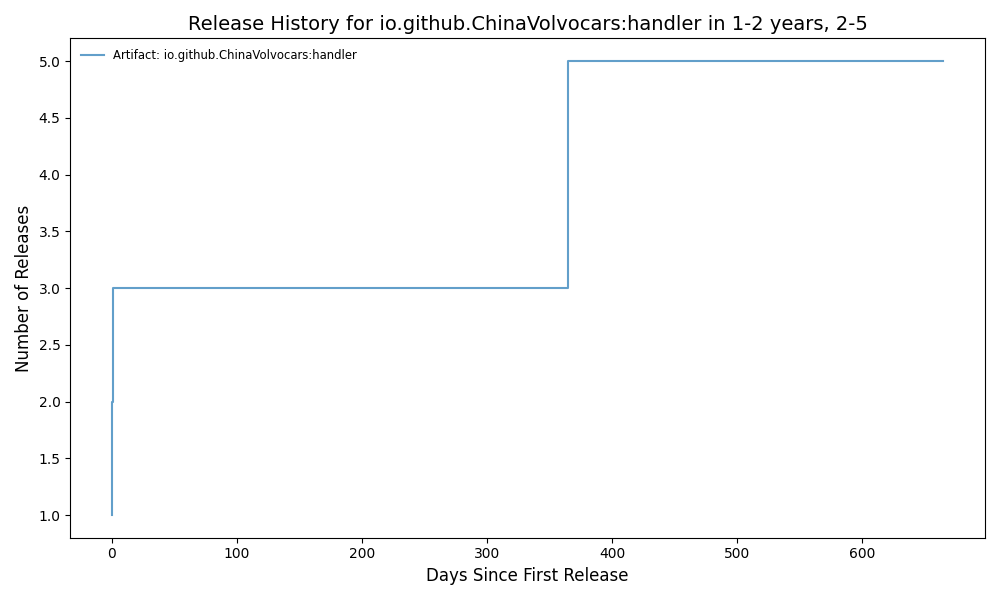 Release History for io.github.ChinaVolvocars:handler in 1-2 years, 2-5
Artifact: io.github.ChinaVolvocars:handler
5.0
4.5
4.0
3.5
3.0
2.5
2.0
1.5
1.0
Number of Releases
0 100 200 300 400 500 600
Days Since First Release